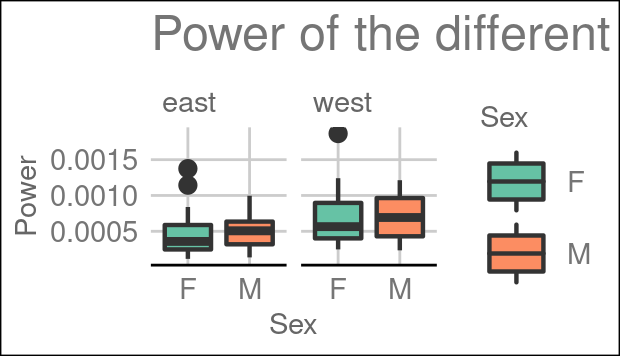 Power of the different
east west
Sex
0.0015
0.0010
0.0005
Power
F M F M
Sex
F
M